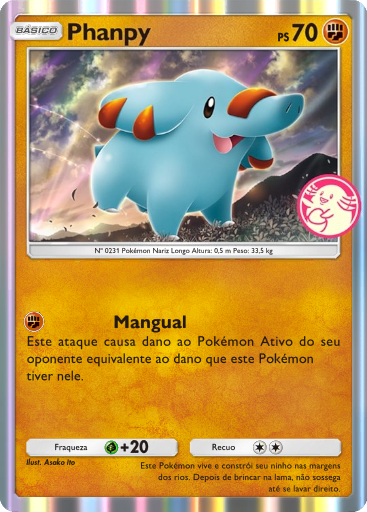 BÁSICO
Phanpy
PS 70
Nº 0231 Pokémon Nariz Longo Altura: 0,5 m Peso: 33,5 kg
Mangual
Este ataque causa dano ao Pokémon Ativo do seu
oponente equivalente ao dano que este Pokémon
tiver nele.
Fraqueza +20
Recuo
Ilust. Asako Ito
Este Pokémon vive e constrói seu ninho nas margens
dos rios. Depois de brincar na lama, não sossega
até se lavar direito.